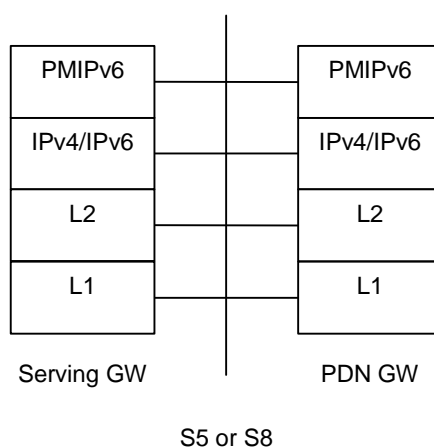 PMIPv6 PMIPv6
IPv4/IPv6 IPv4/IPv6
L2 L2
L1 L1
Serving GW PDN GW
S5 or S8